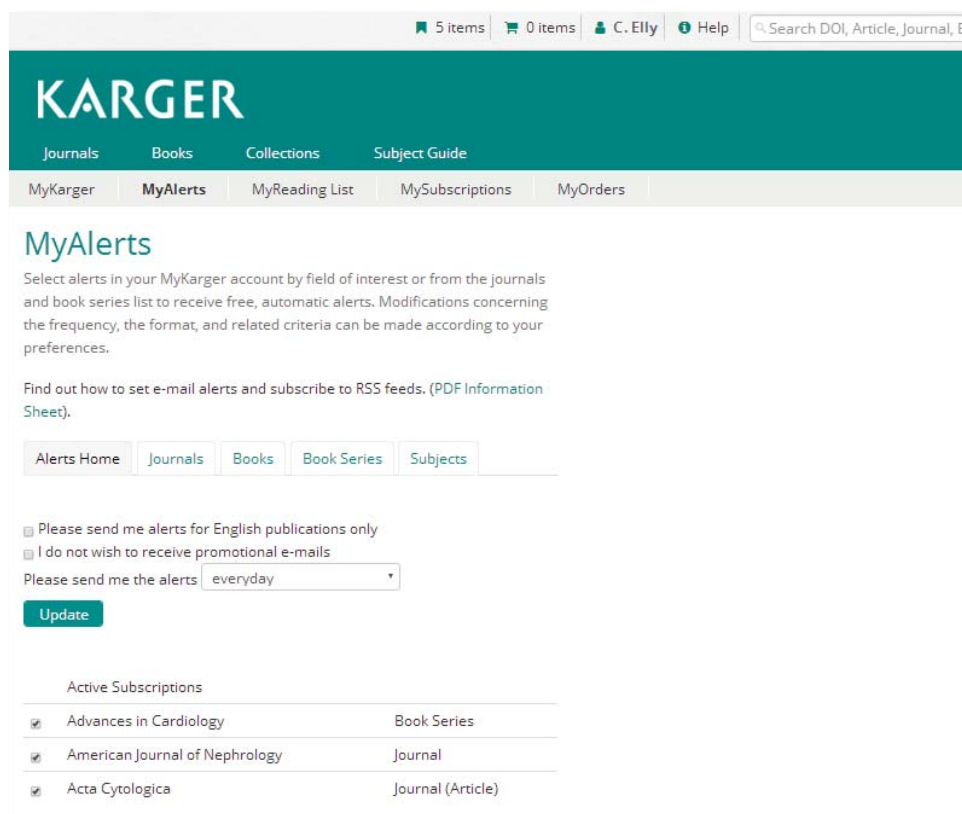 5 items 0 items C. Elly Help Search DOI, Article, Journal, E
KARGER
Journals Books Collections Subject Guide
MyKarger MyAlerts MyReading List MySubscriptions MyOrders
MyAlerts
Select alerts in your MyKarger account by field of interest or from the journals
and book series list to receive free, automatic alerts. Modifications concerning
the frequency, the format, and related criteria can be made according to your
preferences.
Find out how to set e-mail alerts and subscribe to RSS feeds. (PDF Information
Sheet).
Alerts Home Journals Books Book Series Subjects
Please send me alerts for English publications only
I do not wish to receive promotional e-mails
Please send me the alerts everyday
Update
Active Subscriptions
Advances in Cardiology Book Series
American Journal of Nephrology Journal
Acta Cytologica Journal (Article)